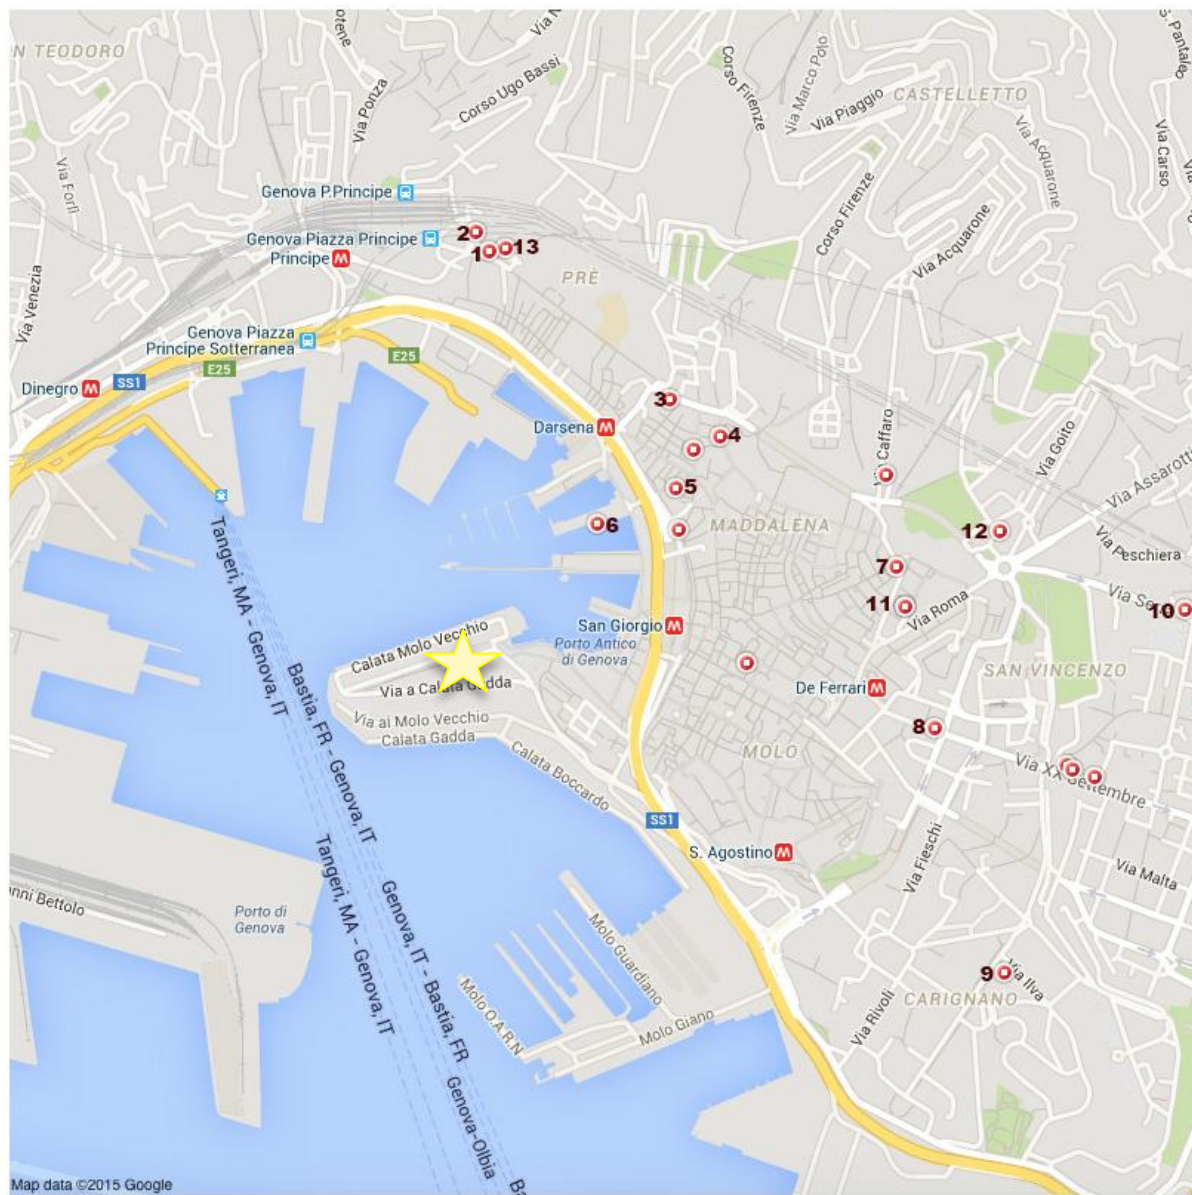 N TEODORO
Via Ponza
Corso Ugo Bassi
Corso Firenze
Via Marco Polo
Via Piaggio
CASTELLETTO
S. Pantaleo
Via Forlì
Via Acquarone
Via Carso
Genova P.Principe
Corso Firenze
Genova Piazza Principe
Principe
2
1
13
PRÈ
Via Acquarone
Via Venezia
Genova Piazza
Principe Sotterranea
E25
E25
Dinegro
SS1
3
Darsena
4
Via Caffaro
Via Goito
Via Assarotti
5
6
MADDALENA
12
Via Peschiera
Tangeri, MA - Genova, IT
7
Via Roma
11
10
San Giorgio
Calata Molo Vecchio
Porto Antico
di Genova
Via a Calata Gadda
Bastia, FR - Genova, IT
SAN VINCENZO
De Ferrari
Via al Molo Vecchio
Calata Gadda
8
Calata Boccardo
MOLO
Via XX Settembre
SS1
Tangeri, MA - Genova, IT
S. Agostino
Via Fieschi
Via Malta
nni Bettolo
Genova, IT - Bastia, FR
Porto di
Genova
Molo Guardiano
9
Via Ilva
CARIGNANO
Molo O.A.R.N
Molo Giano
Via Rivoli
Genova-Olbia
Map data ©2015 Google